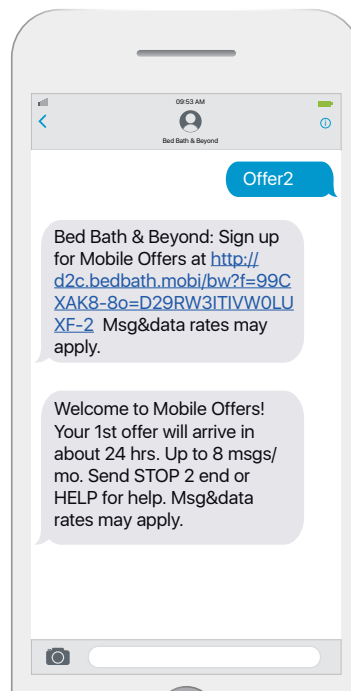 09:53 AM
Bed Bath & Beyond
Offer2
Bed Bath & Beyond: Sign up
for Mobile Offers at http://
d2c.bedbath.mobi/bw?f=99C
XAK8-8o=D29RW3ITIVW0LU
XF-2 Msg&data rates may
apply.
Welcome to Mobile Offers!
Your 1st offer will arrive in
about 24 hrs. Up to 8 msgs/
mo. Send STOP 2 end or
HELP for help. Msg&data
rates may apply.